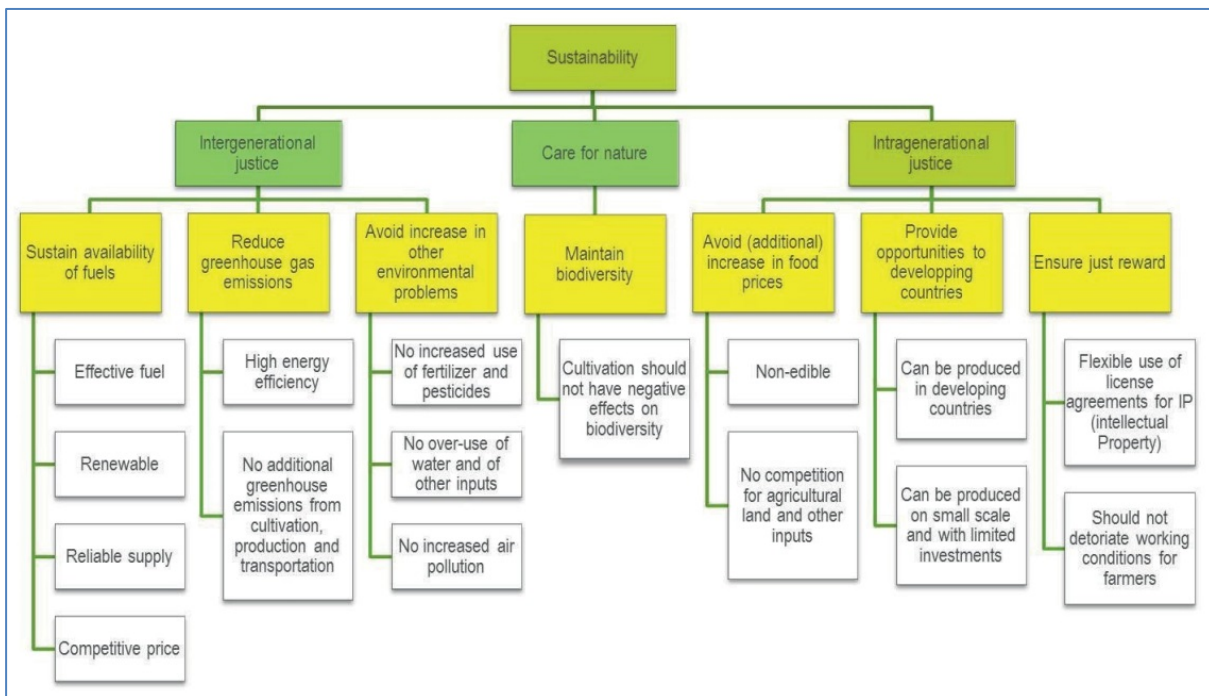 Sustainability
Intergenerational
justice
Care for nature
Intragenerational
justice
Sustain availability
of fuels
Reduce
greenhouse gas
emissions
Avoid increase in
other
environmental
problems
Maintain
biodiversity
Avoid (additional)
increase in food
prices
Provide
opportunities to
developping
countries
Ensure just reward
Effective fuel
Renewable
Reliable supply
Competitive price
High energy
efficiency
No additional
greenhouse
emissions from
cultivation,
production and
transportation
No increased use
of fertilizer and
pesticides
No over-use of
water and of
other inputs
No increased air
pollution
Cultivation should
not have negative
effects on
biodiversity
Non-edible
No competition
for agricultural
land and other
inputs
Can be produced
in developing
countries
Can be produced
on small scale
and with limited
investments
Flexible use of
license
agreements for IP
(intellectual
Property)
Should not
detoriate working
conditions for
farmers